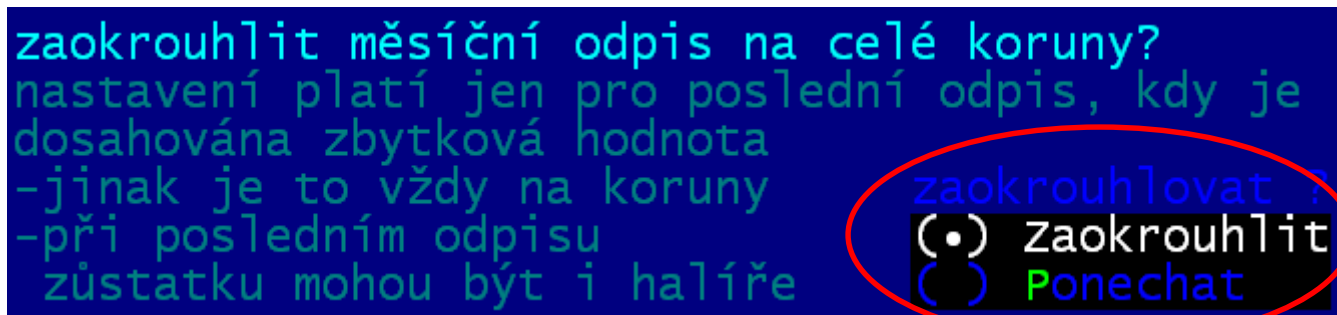 zaokrouhlit měsíční odpis na celé koruny?
nastavení platí jen pro poslední odpis, kdy je
dosahována zbytková hodnota
-jinak je to vždy na koruny zaokrouhlovat ?
-při posledním odpisu (•) Zaokrouhlit
zůstatku mohou být i halíře ( ) Ponechat